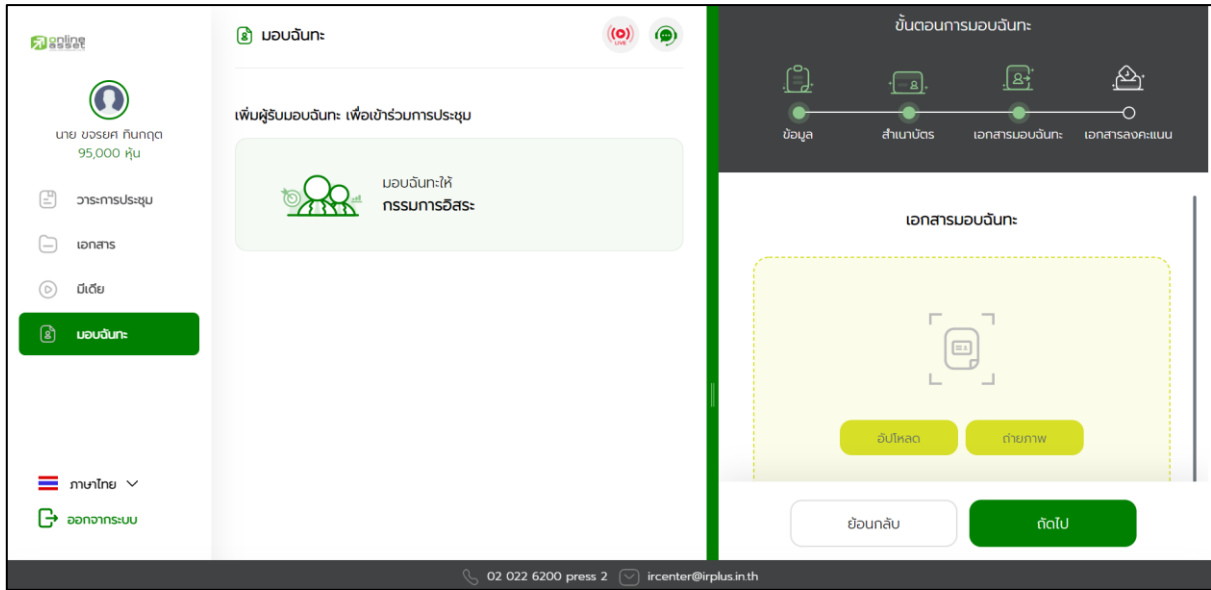 online
asset
นาย ขจรยศ ทินกฤต
95,000 หุ้น
วาระการประชุม
เอกสาร
มีเดีย
มอบฉันทะ
ภาษาไทย
ออกจากระบบ
มอบฉันทะ
LIVE
เพิ่มผู้รับมอบฉันทะ เพื่อเข้าร่วมการประชุม
มอบฉันทะให้
กรรมการอิสระ
ขั้นตอนการมอบฉันทะ
ข้อมูล สำเนาบัตร เอกสารมอบฉันทะ เอกสารลงคะแนน
เอกสารมอบฉันทะ
อัปโหลด ถ่ายภาพ
ย้อนกลับ ถัดไป
02 022 6200 press 2 ircenter@irplus.in.th